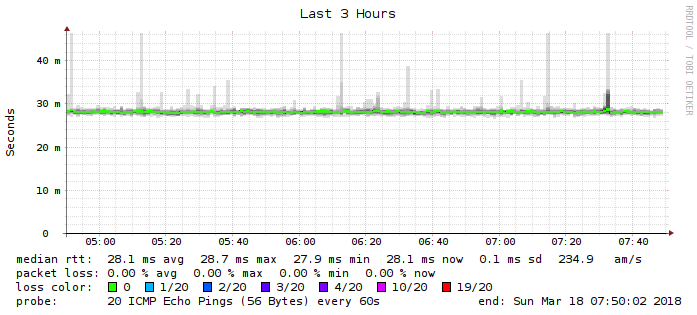 Last 3 Hours
RRDTOOL / TOBI OETIKER
Seconds
40 m
30 m
20 m
10 m
0
05:00 05:20 05:40 06:00 06:20 06:40 07:00 07:20 07:40
median rtt: 28.1 ms avg 28.7 ms max 27.9 ms min 28.1 ms now 0.1 ms sd 234.9 am/s
packet loss: 0.00 % avg 0.00 % max 0.00 % min 0.00 % now
loss color: 0 1/20 2/20 3/20 4/20 10/20 19/20
probe: 20 ICMP Echo Pings (56 Bytes) every 60s end: Sun Mar 18 07:50:02 2018